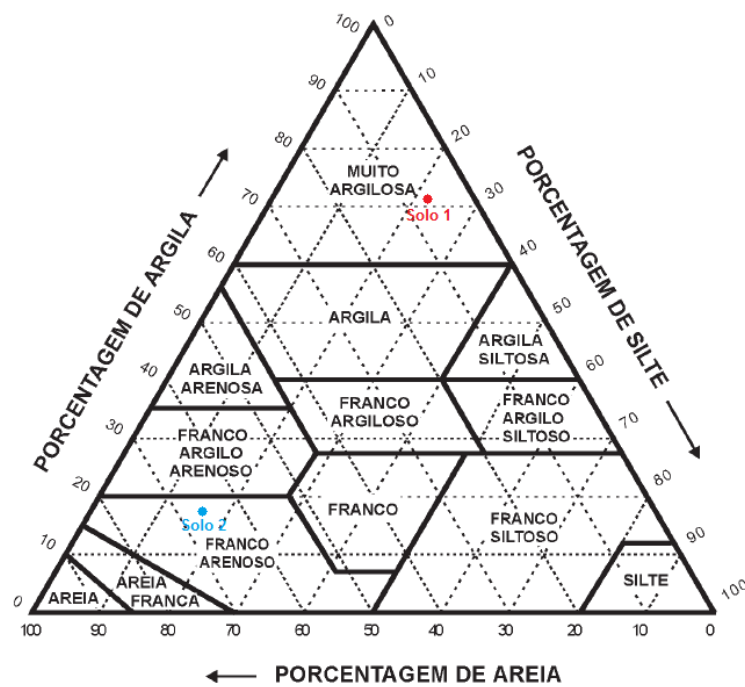 100
0
90
10
80
20
MUITO
ARGILOSA
70
30
Solo 1
60
40
ARGILA
50
50
ARGILA
SILTOSA
ARGILA
ARENOSA
40
60
FRANCO
ARGILOSO
FRANCO
ARGILO
SILTOSO
30
70
FRANCO
ARGILO
ARENOSO
20
80
Solo 2
FRANCO
ARENOSO
FRANCO
FRANCO
SILTOSO
10
90
AREIA
AREIA
FRANCA
SILTE
0
100
100 90 80 70 60 50 40 30 20 10 0
PORCENTAGEM DE ARGILA
PORCENTAGEM DE SILTE
PORCENTAGEM DE AREIA